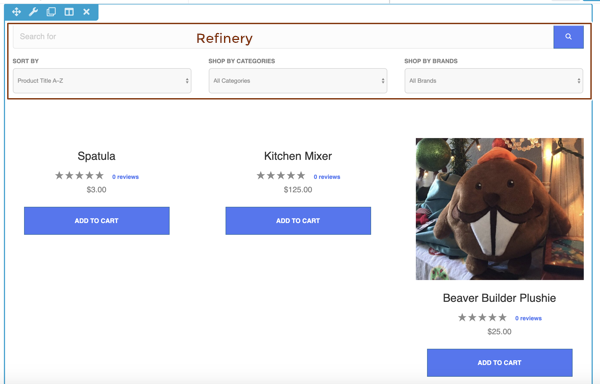 Search for
Refinery
SORT BY
SHOP BY CATEGORIES
SHOP BY BRANDS
Product Title A-Z
All Categories
All Brands
Spatula
Kitchen Mixer
0 reviews
0 reviews
$3.00
$125.00
ADD TO CART
ADD TO CART
Beaver Builder Plushie
0 reviews
$25.00
ADD TO CART